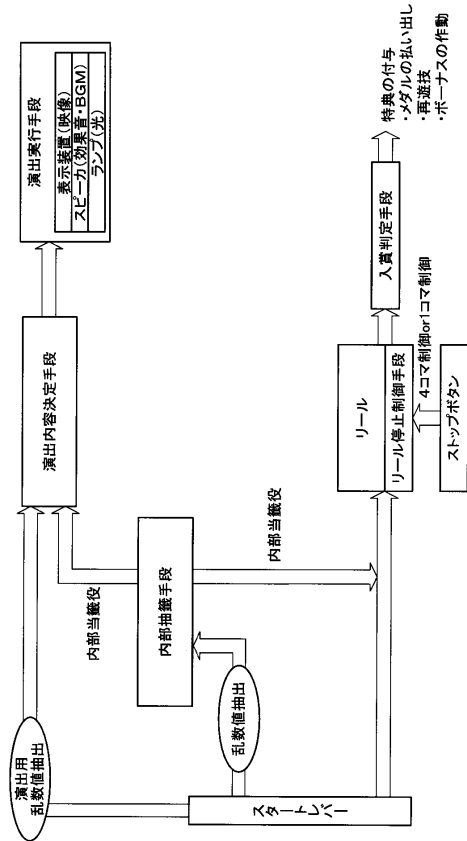 スタートレバー
演出用
乱数値抽出
乱数値抽出
内部抽籤手段
内部当籤役
内部当籤役
演出内容決定手段
演出実行手段
表示装置(映像)
スピーカ(効果音・BGM)
ランプ(光)
リール
リール停止制御手段
4コマ制御or1コマ制御
ストップボタン
入賞判定手段
特典の付与
・メダルの払い出し
・再遊技
・ボーナスの作動